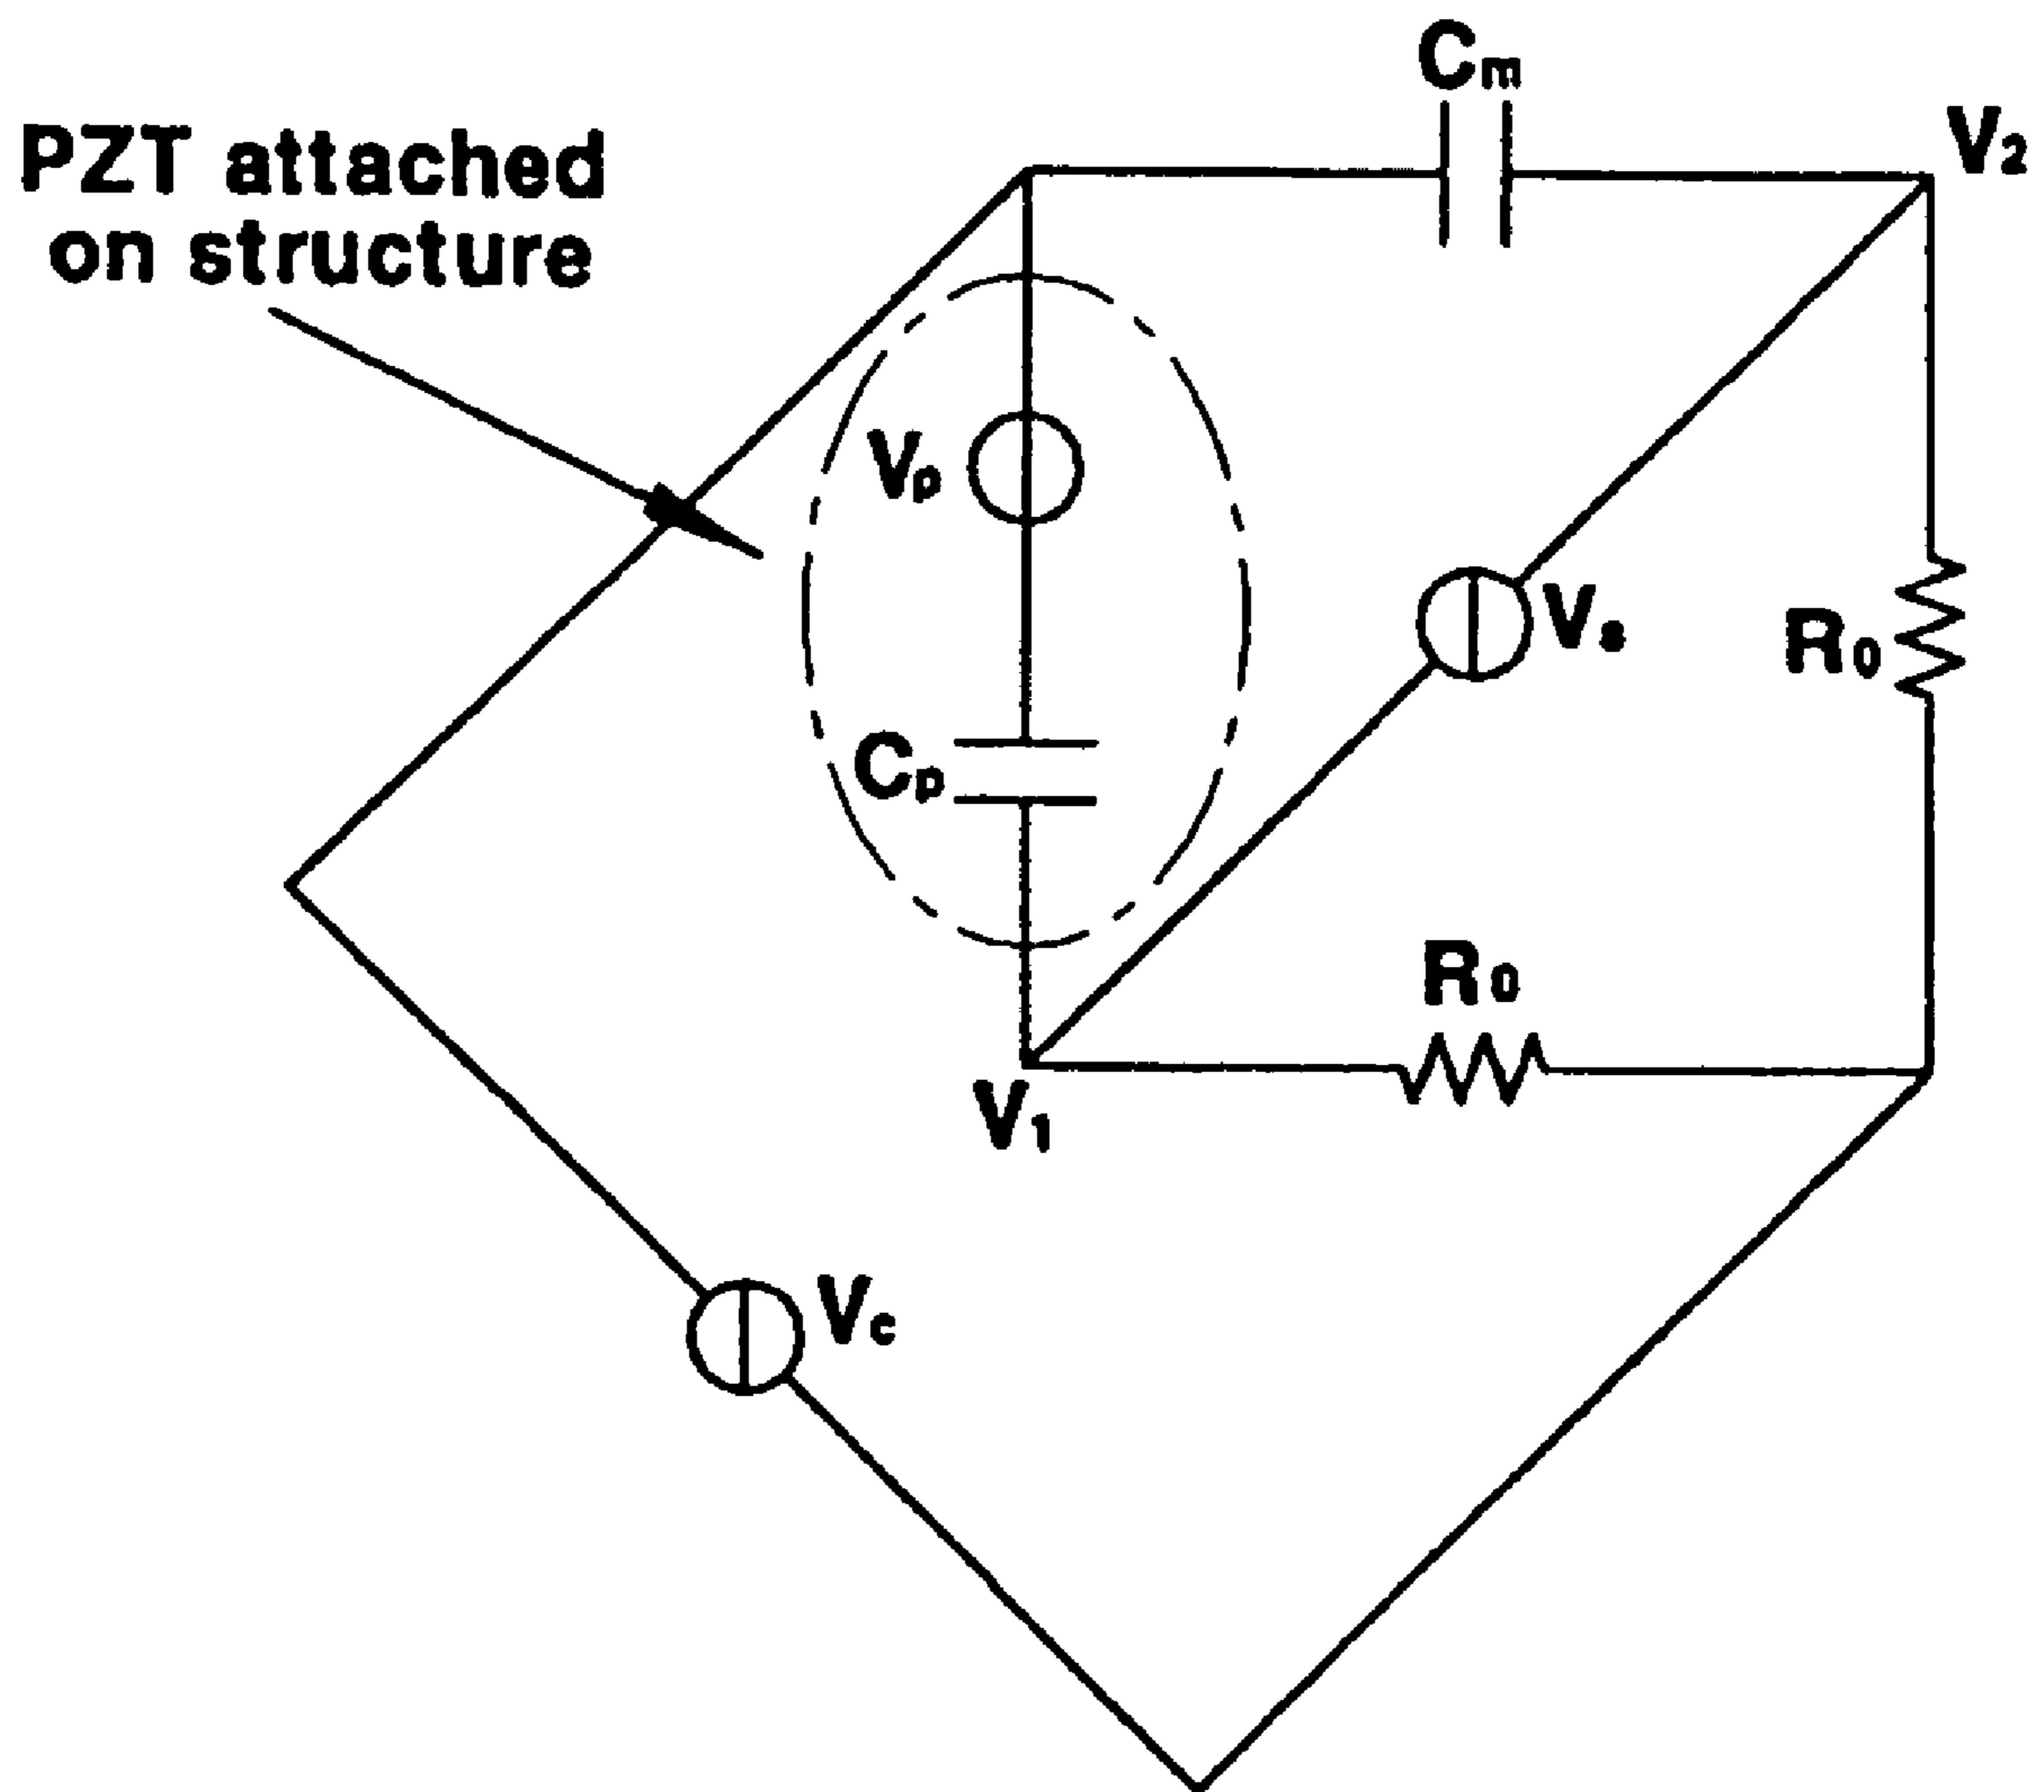 Cm
V2
PZT attached
on structure
Vp
Vs
R0
Cp
R0
V1
Vc